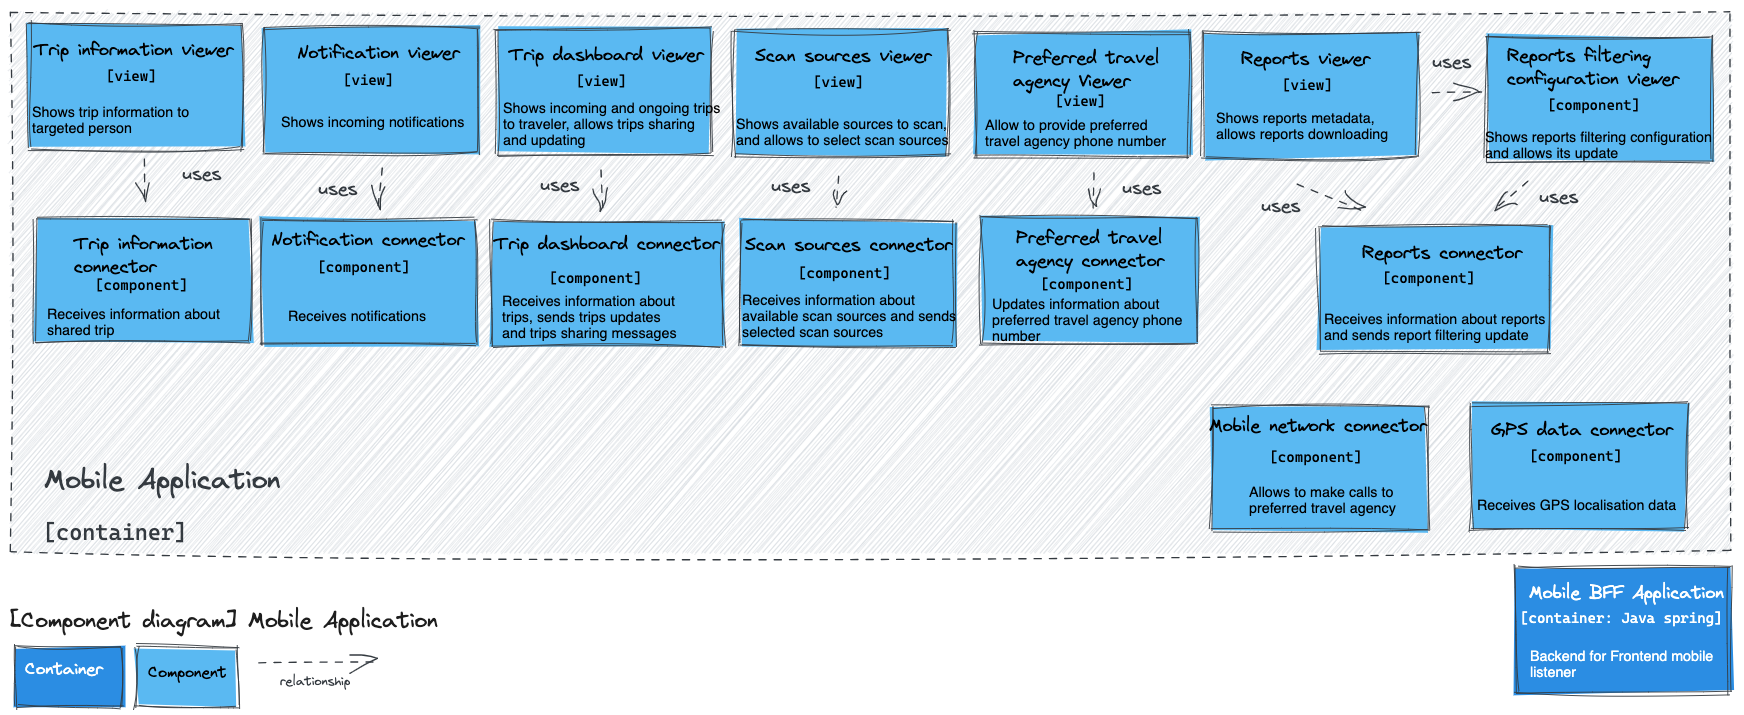 Trip information viewer
[view]
Shows trip information to
targeted person
Notification viewer
[view]
Shows incoming notifications
Trip dashboard viewer
[view]
Shows incoming and ongoing trips
to traveler, allows trips sharing
and updating
Scan sources viewer
[view]
Shows available sources to scan,
and allows to select scan sources
Preferred travel
agency Viewer
[view]
Allow to provide preferred
travel agency phone number
Reports viewer
[view]
Shows reports metadata,
allows reports downloading
uses
Reports filtering
configuration viewer
[component]
Shows reports filtering configuration
and allows its update
uses
uses
uses
uses
uses
uses
uses
Trip information
connector
[component]
Receives information about
shared trip
Notification connector
[component]
Receives notifications
Trip dashboard connector
[component]
Receives information about
trips, sends trips updates
and trips sharing messages
Scan sources connector
[component]
Receives information about
available scan sources and sends
selected scan sources
Preferred travel
agency connector
[component]
Updates information about
preferred travel agency phone
number
Reports connector
[component]
Receives information about reports
and sends report filtering update
Mobile network connector
[component]
Allows to make calls to
preferred travel agency
GPS data connector
[component]
Receives GPS localisation data
Mobile Application
[container]
Mobile BFF Application
[container: Java spring]
Backend for Frontend mobile
listener
[Component diagram] Mobile Application
Container
Component
relationship